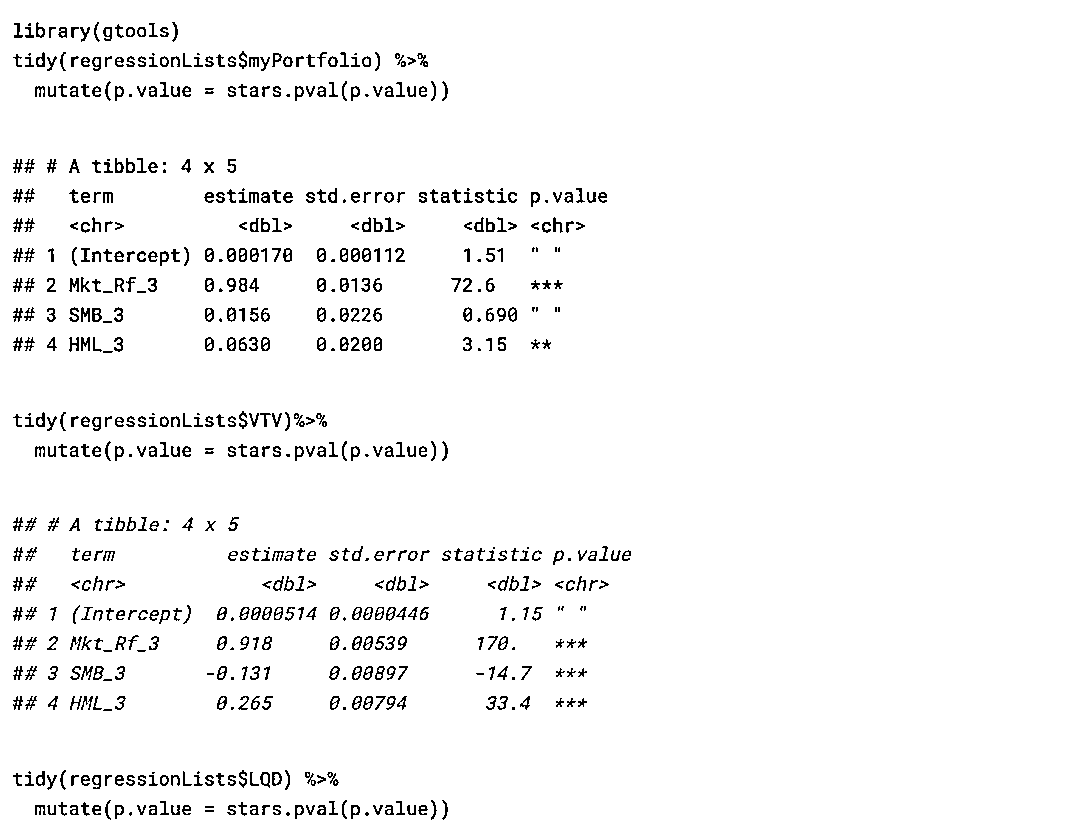 library(gtools)
tidy(regressionLists$myPortfolio) %>%
  mutate(p.value = stars.pval(p.value))
## # A tibble: 4 x 5
##   term        estimate std.error statistic p.value
##   <chr>          <dbl>     <dbl>     <dbl> <chr>
## 1 (Intercept) 0.000170  0.000112     1.51  " "
## 2 Mkt_Rf_3    0.984     0.0136      72.6   ***
## 3 SMB_3       0.0156    0.0226       0.690 " "
## 4 HML_3       0.0630    0.0200       3.15  **
tidy(regressionLists$VTV)%>%
  mutate(p.value = stars.pval(p.value))
## # A tibble: 4 x 5
##   term          estimate std.error statistic p.value
##   <chr>            <dbl>     <dbl>     <dbl> <chr>
## 1 (Intercept)  0.0000514 0.0000446      1.15 " "
## 2 Mkt_Rf_3     0.918     0.00539      170.   ***
## 3 SMB_3       -0.131     0.00897      -14.7  ***
## 4 HML_3        0.265     0.00794       33.4  ***
tidy(regressionLists$LQD) %>%
  mutate(p.value = stars.pval(p.value))